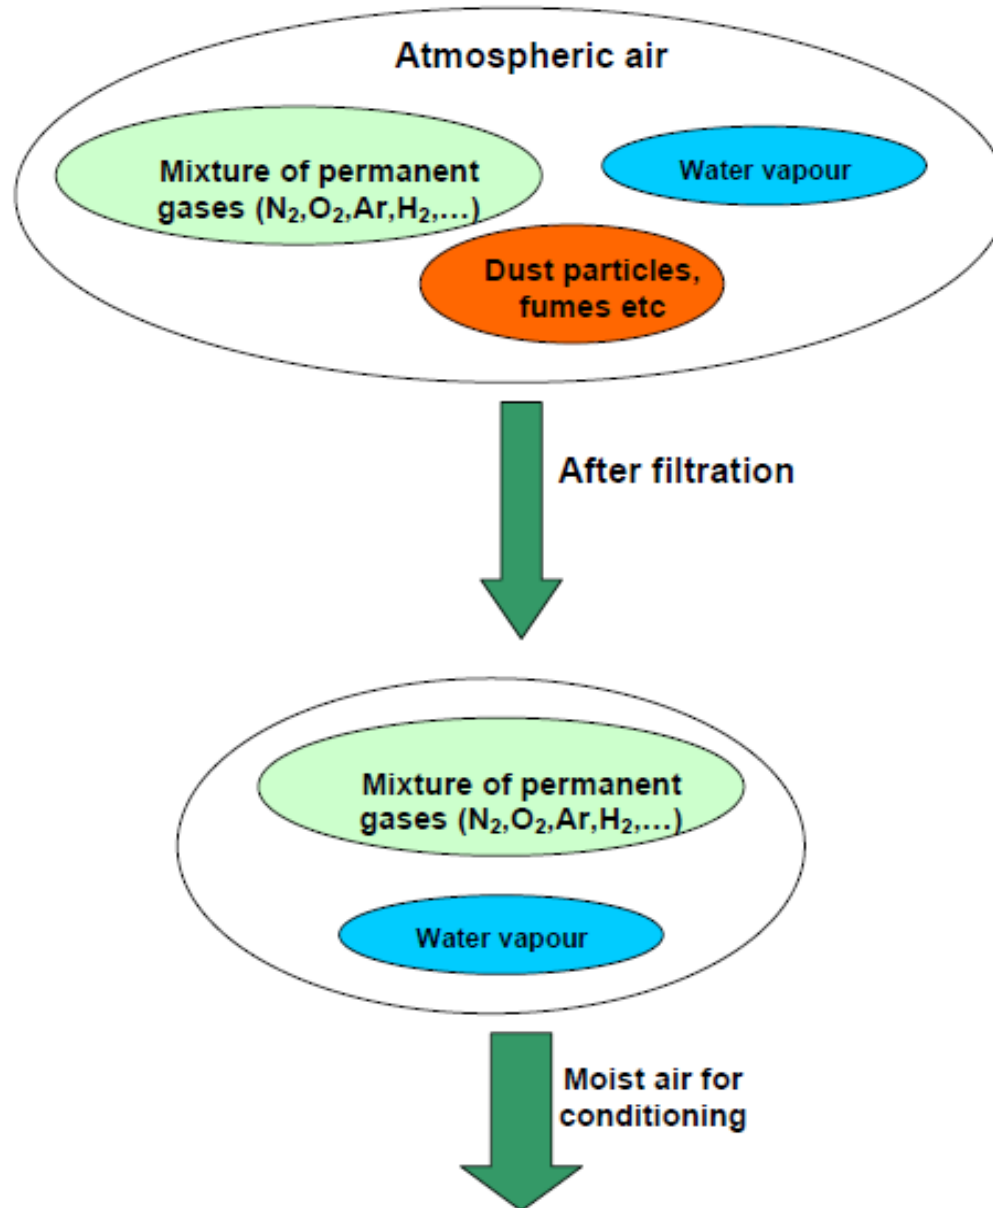 Atmospheric air
Mixture of permanent
gases (N₂,O₂,Ar,H₂,…)
Water vapour
Dust particles,
fumes etc
After filtration
Mixture of permanent
gases (N₂,O₂,Ar,H₂,…)
Water vapour
Moist air for
conditioning